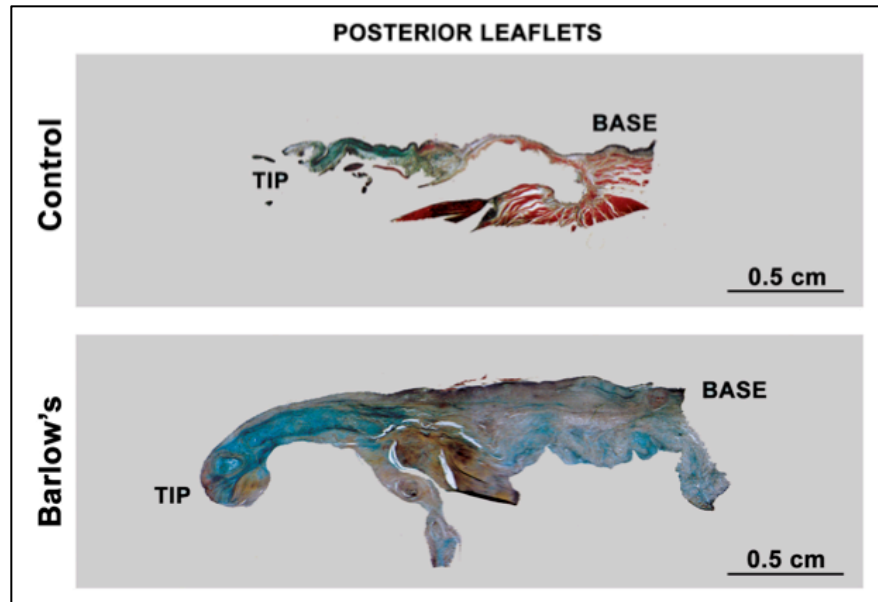 POSTERIOR LEAFLETS
Control
BASE
TIP
0.5 cm
Barlow's
BASE
TIP
0.5 cm